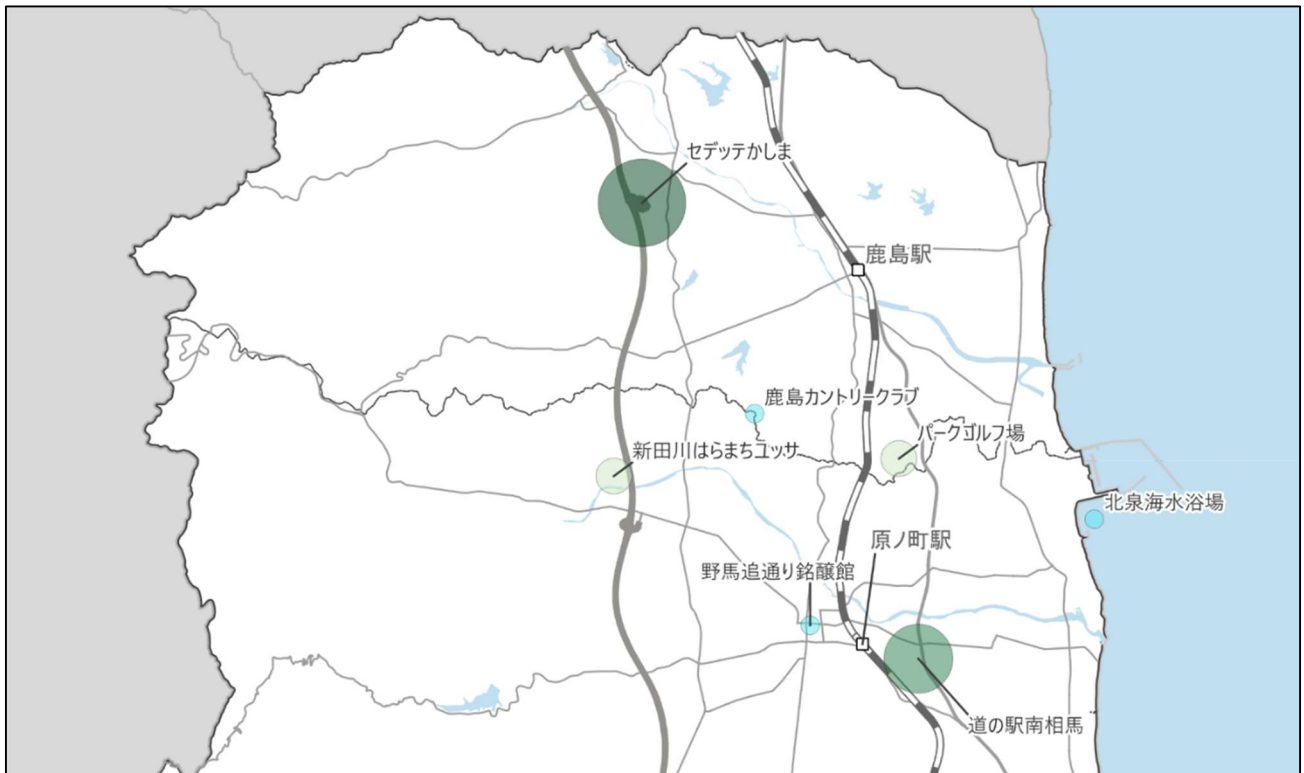 セデッテかしま
鹿島駅
鹿島カントリークラブ
パークゴルフ場
新田川はらまちユッサ
北泉海水浴場
原ノ町駅
野馬追通り銘醸館
道の駅南相馬